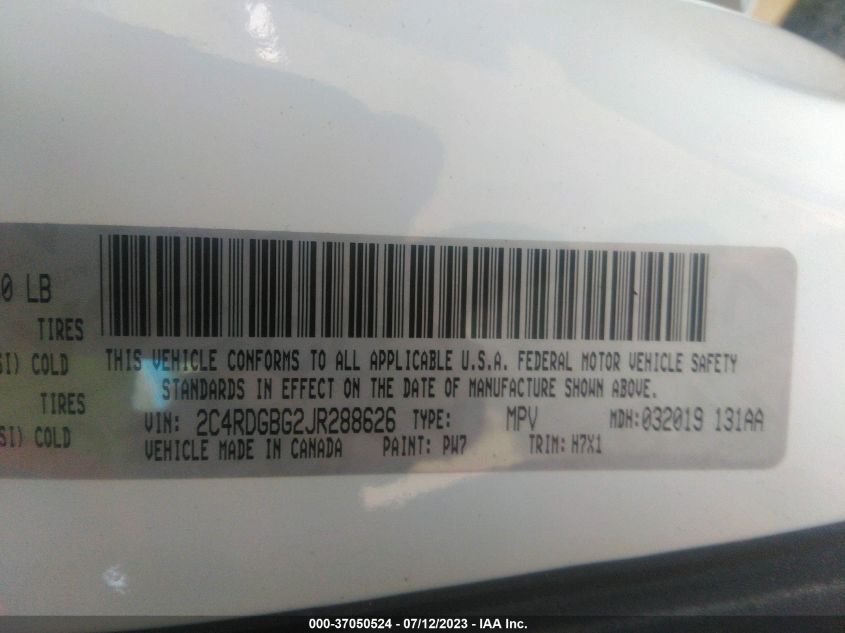 0 LB
TIRES
SI) COLD
TIRES
SI) COLD
THIS VEHICLE CONFORMS TO ALL APPLICABLE U.S.A. FEDERAL MOTOR VEHICLE SAFETY
STANDARDS IN EFFECT ON THE DATE OF MANUFACTURE SHOWN ABOVE.
VIN: 2C4RDGBG2JR288626 TYPE: MPV MDH:032019 131AA
VEHICLE MADE IN CANADA PAINT: PW7 TRIM: H7X1
000-37050524 - 07/12/2023 - IAA Inc.